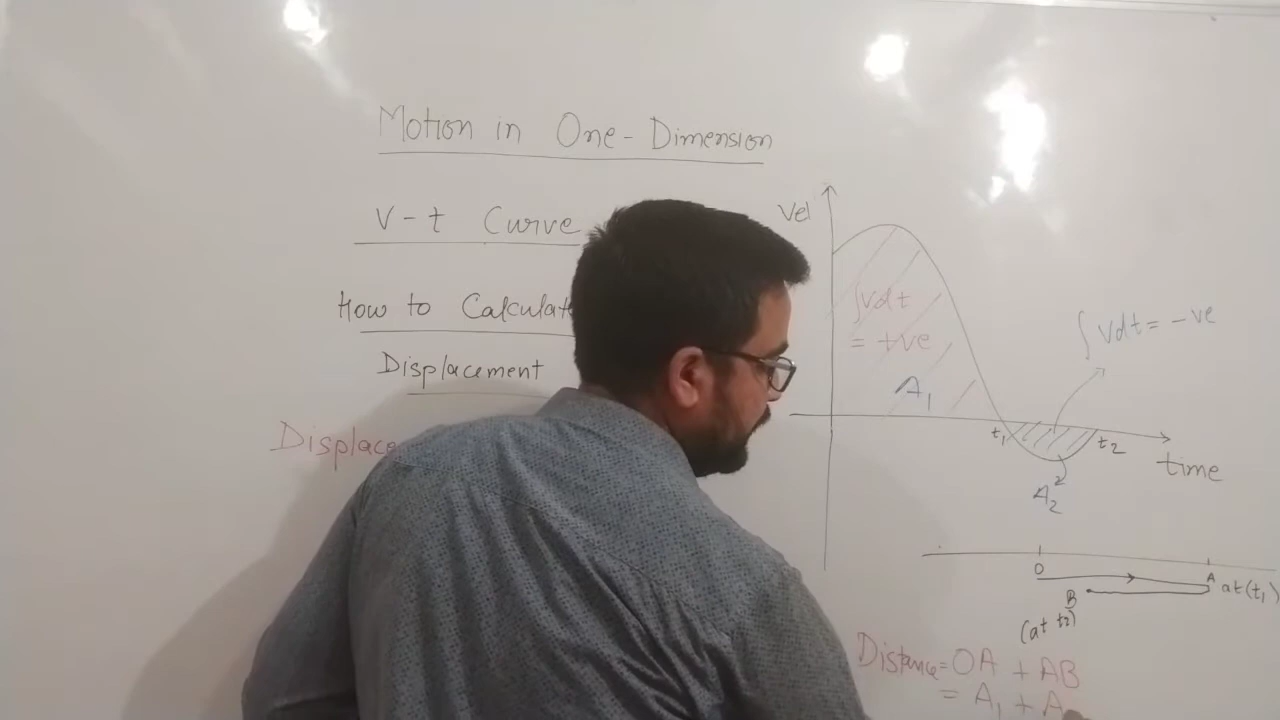 Motion in One-Dimension
V-t Curve
How to Calculate
Displacement
Displace
Vel
∫vdt
= +ve
A1
∫vdt = -ve
t1
t2
time
A2
O
A
at (t1)
B
(at t2)
Distance = OA + AB
= A1 + A